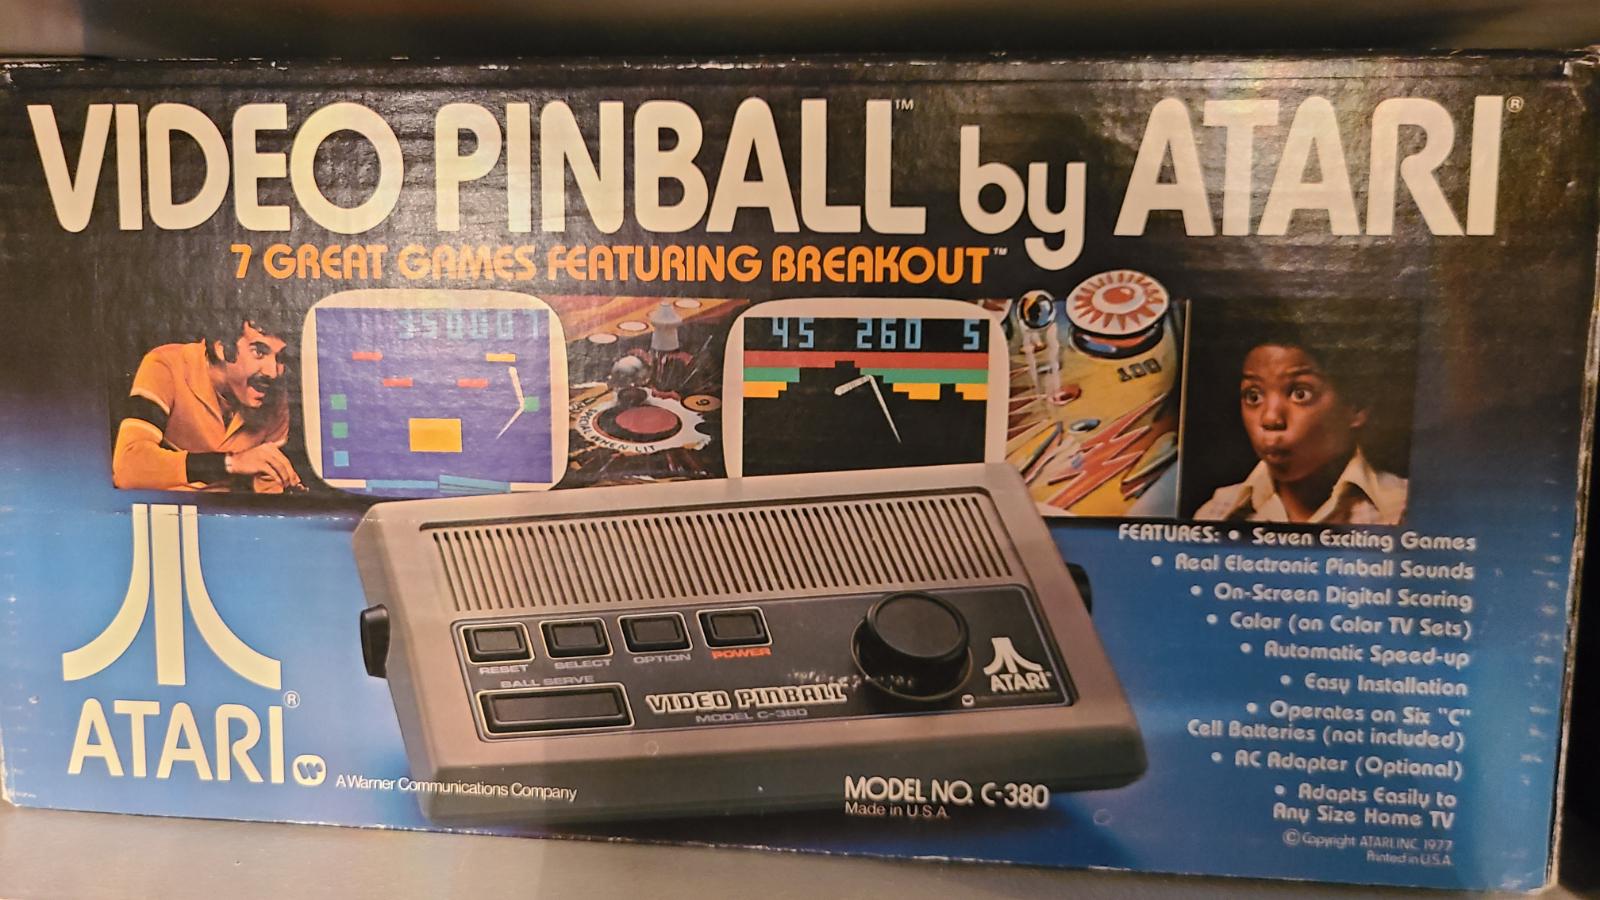 VIDEO PINBALL™ by ATARI®
7 GREAT GAMES FEATURING BREAKOUT™
45 260 5
100
SPECIAL WHEN LIT
FEATURES: • Seven Exciting Games
• Real Electronic Pinball Sounds
• On-Screen Digital Scoring
• Color (on Color TV Sets)
• Automatic Speed-up
• Easy Installation
• Operates on Six "C"
Cell Batteries (not included)
• AC Adapter (Optional)
• Adapts Easily to
Any Size Home TV
© Copyright ATARI INC. 1977
Printed in U.S.A.
RESET SELECT OPTION POWER
BALL SERVE
VIDEO PINBALL
MODEL C-380
ATARI
ATARI®
A Warner Communications Company
MODEL NO. C-380
Made in U.S.A.